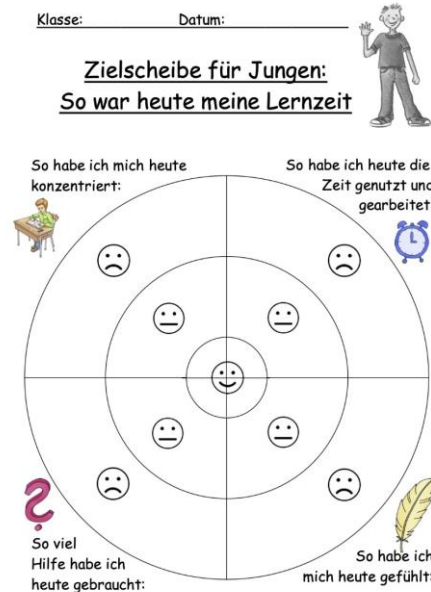 Klasse: Datum:
Zielscheibe für Jungen:
So war heute meine Lernzeit
So habe ich mich heute
konzentriert:
So habe ich heute die
Zeit genutzt und
gearbeitet
So viel
Hilfe habe ich
heute gebraucht:
So habe ich
mich heute gefühlt: